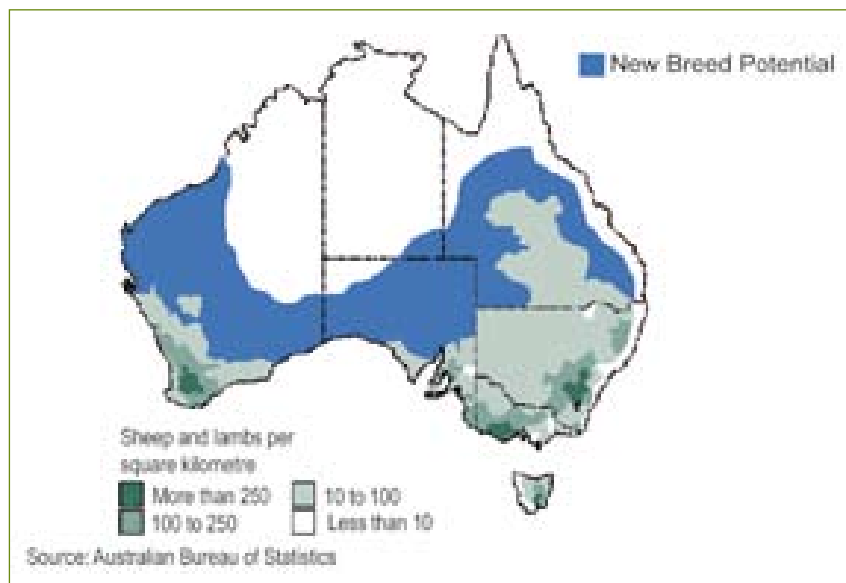 New Breed Potential
Sheep and lambs per
square kilometre
More than 250
10 to 100
100 to 250
Less than 10
Source: Australian Bureau of Statistics